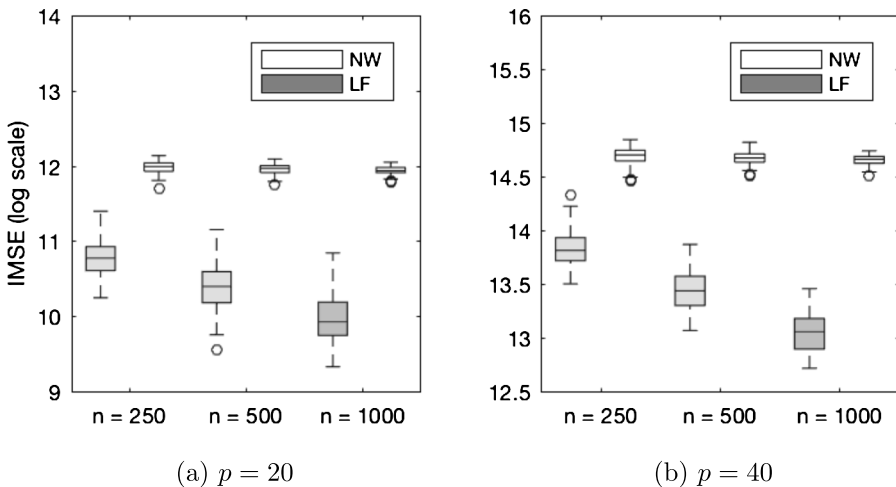 IMSE (log scale)
14
13
12
11
10
9
NW
LF
n = 250
n = 500
n = 1000
(a) p = 20
16
15.5
15
14.5
14
13.5
13
12.5
NW
LF
n = 250
n = 500
n = 1000
(b) p = 40